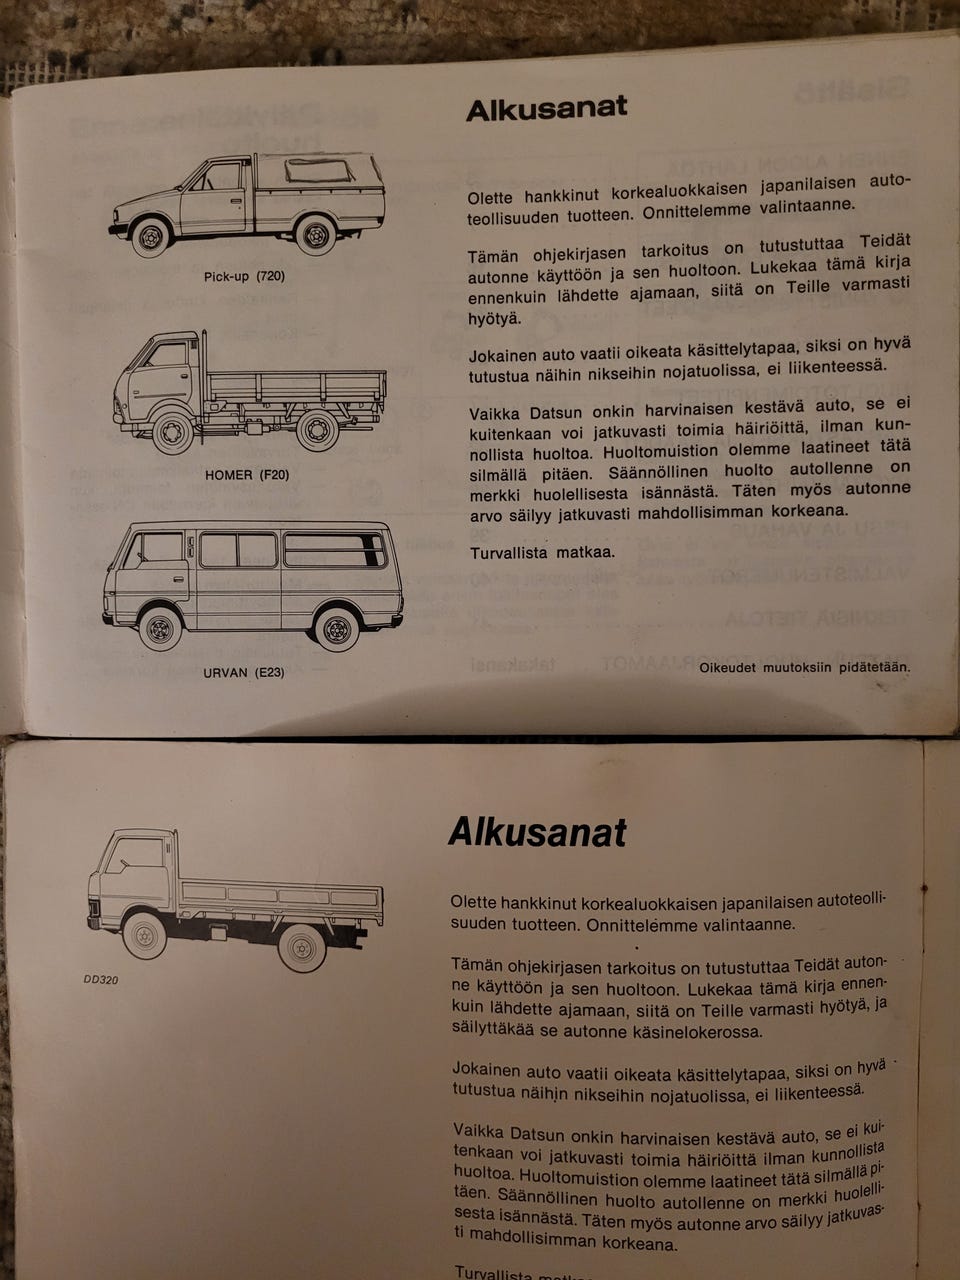 Alkusanat
Olette hankkinut korkealuokkaisen japanilaisen auto-
teollisuuden tuotteen. Onnittelemme valintaanne.
Tämän ohjekirjasen tarkoitus on tutustuttaa Teidät
autonne käyttöön ja sen huoltoon. Lukekaa tämä kirja
ennenkuin lähdette ajamaan, siitä on Teille varmasti
hyötyä.
Jokainen auto vaatii oikeata käsittelytapaa, siksi on hyvä
tutustua näihin nikseihin nojatuolissa, ei liikenteessä.
Vaikka Datsun onkin harvinaisen kestävä auto, se ei
kuitenkaan voi jatkuvasti toimia häiriöittä, ilman kun-
nollista huoltoa. Huoltomuistion olemme laatineet tätä
silmällä pitäen. Säännöllinen huolto autollenne on
merkki huolellisesta isännästä. Täten myös autonne
arvo säilyy jatkuvasti mahdollisimman korkeana.
Turvallista matkaa.
Oikeudet muutoksiin pidätetään.
Pick-up (720)
HOMER (F20)
URVAN (E23)
Alkusanat
Olette hankkinut korkealuokkaisen japanilaisen autoteolli-
suuden tuotteen. Onnittelemme valintaanne.
Tämän ohjekirjasen tarkoitus on tutustuttaa Teidät auton-
ne käyttöön ja sen huoltoon. Lukekaa tämä kirja ennen-
kuin lähdette ajamaan, siitä on Teille varmasti hyötyä, ja
säilyttäkää se autonne käsinelokerossa.
Jokainen auto vaatii oikeata käsittelytapaa, siksi on hyvä
tutustua näihin nikseihin nojatuolissa, ei liikenteessä.
Vaikka Datsun onkin harvinaisen kestävä auto, se ei kui-
tenkaan voi jatkuvasti toimia häiriöittä ilman kunnollista
huoltoa. Huoltomuistion olemme laatineet tätä silmällä pi-
täen. Säännöllinen huolto autollenne on merkki huolelli-
sesta isännästä. Täten myös autonne arvo säilyy jatkuvas-
ti mahdollisimman korkeana.
Turvallista
DD320